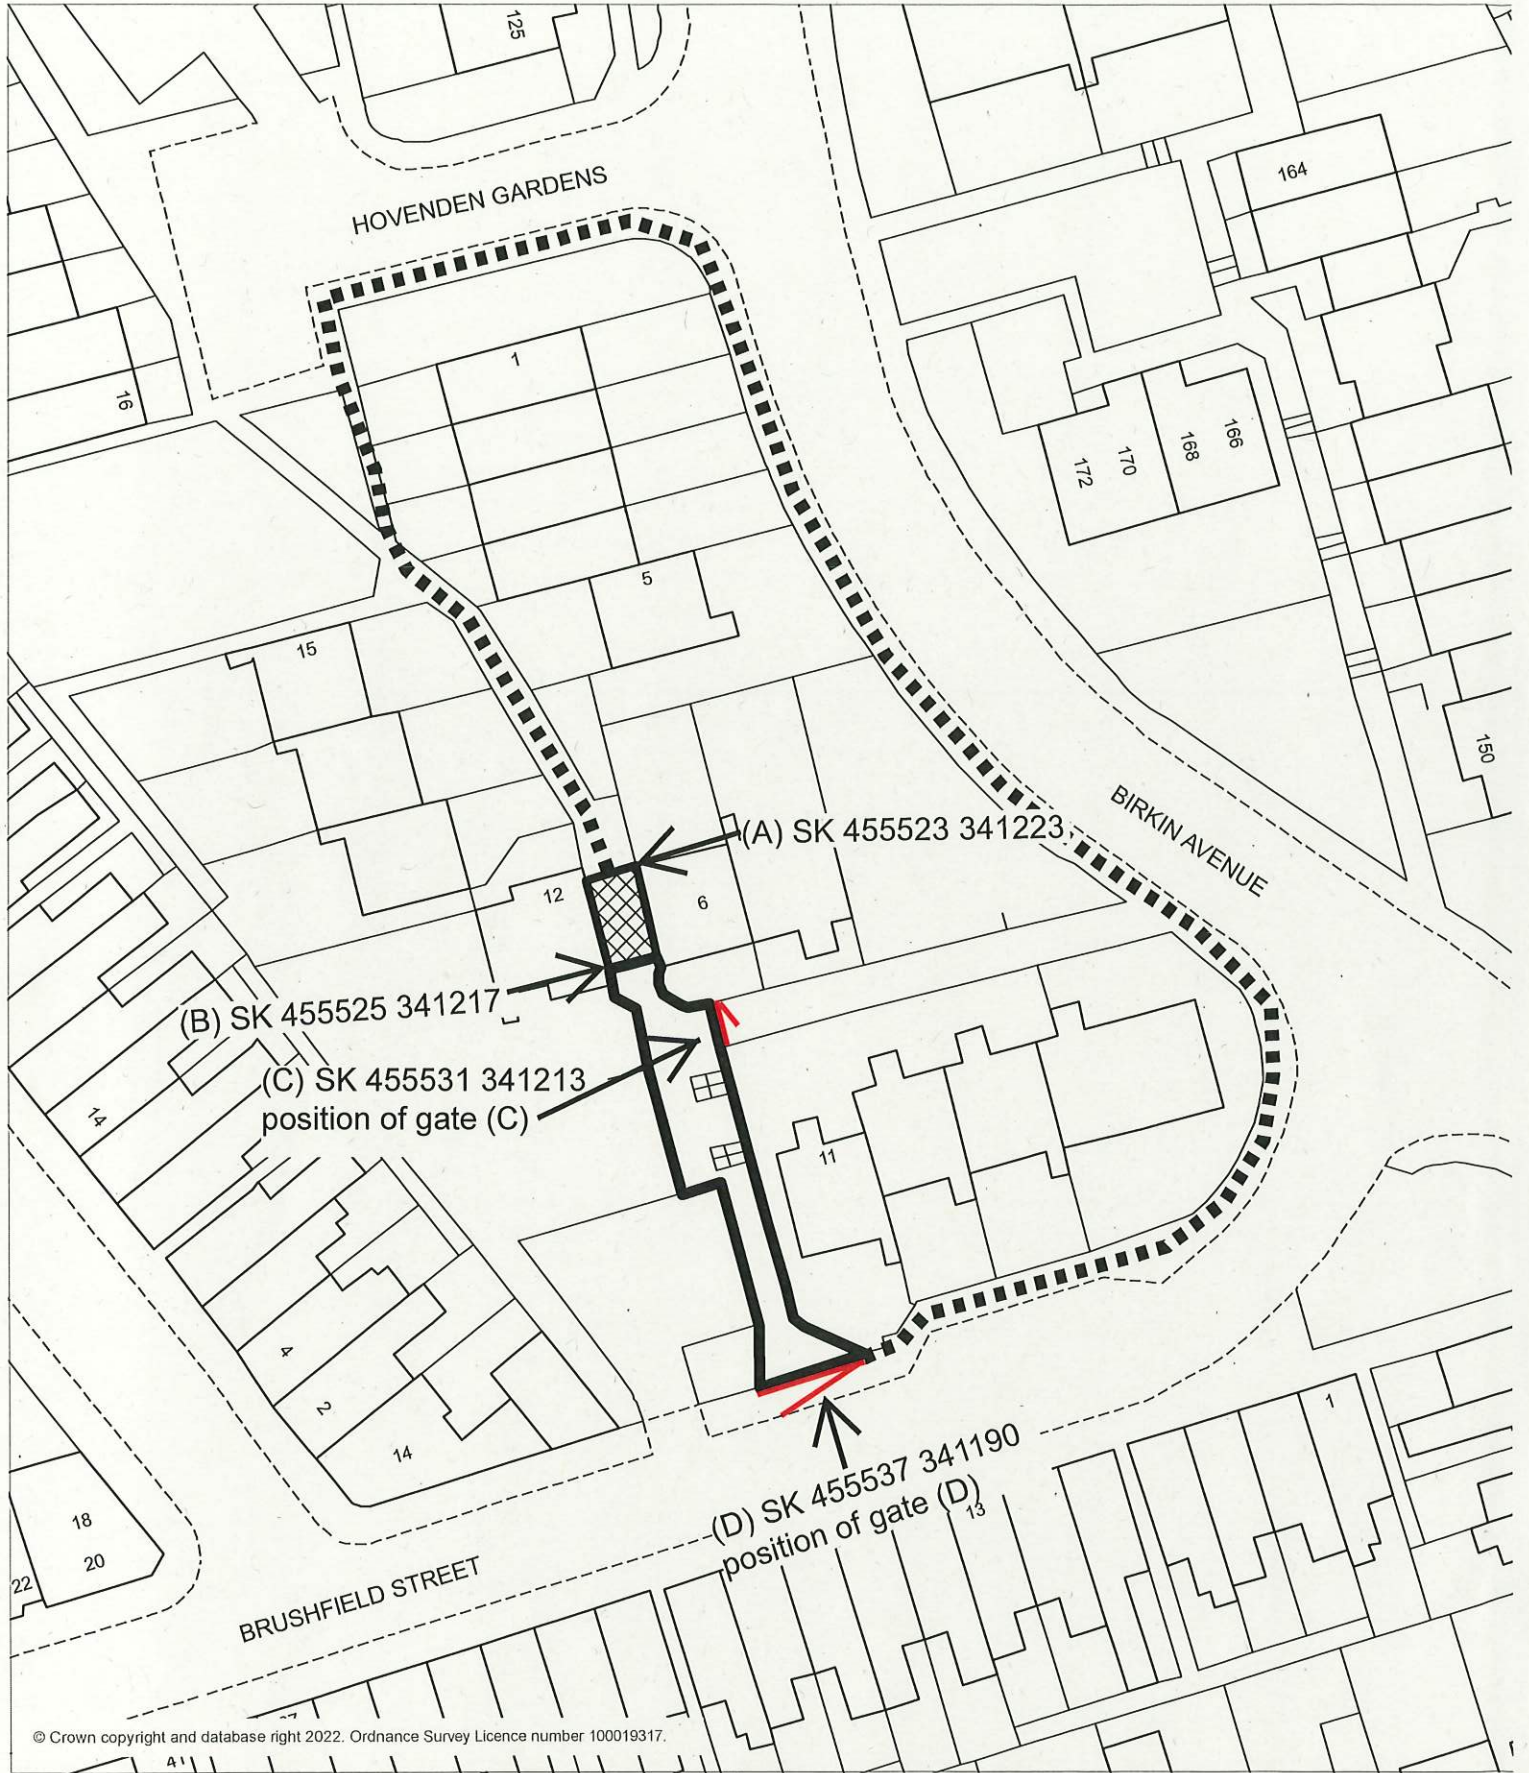 125
HOVENDEN GARDENS
164
1
16
166
168
170
172
5
15
150
BIRKIN AVENUE
(A) SK 455523 341223
12
6
(B) SK 455525 341217
(C) SK 455531 341213
position of gate (C)
14
11
4
2
14
1
(D) SK 455537 341190
position of gate (D)
13
18
20
22
BRUSHFIELD STREET
© Crown copyright and database right 2022. Ordnance Survey Licence number 100019317.